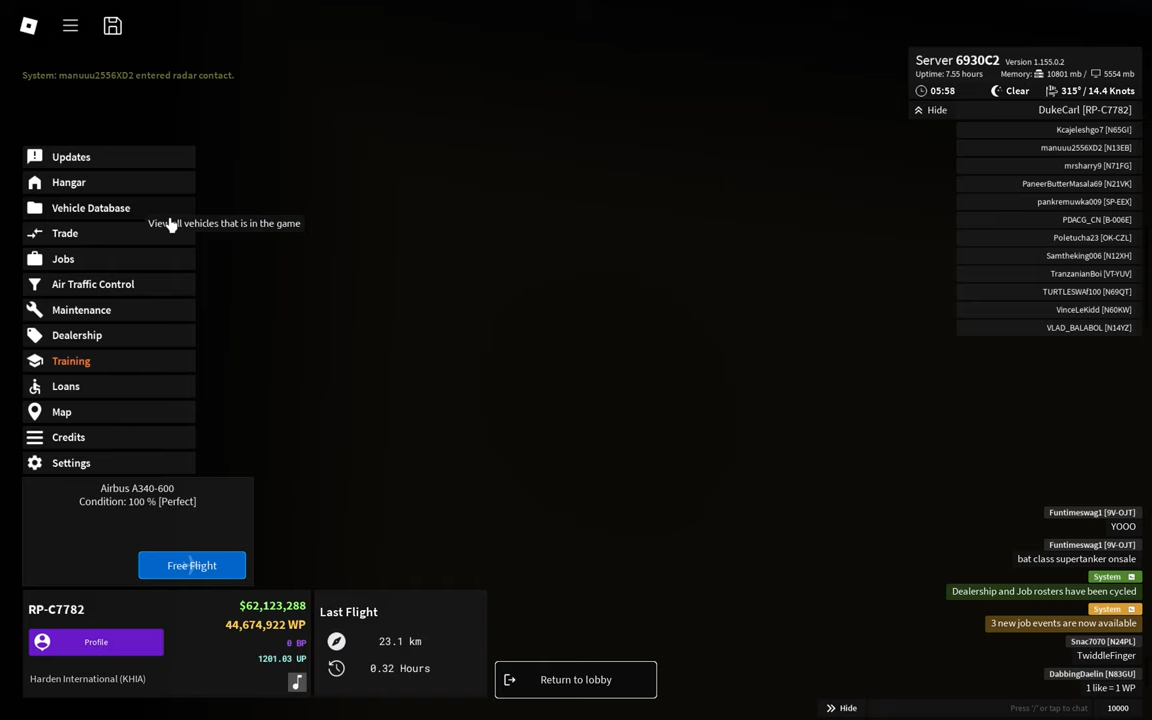 System: manuuu2556XD2 entered radar contact.
Server 6930C2 Version 1.155.0.2
Uptime: 7.55 hours Memory: 10801 mb / 5554 mb
05:58 Clear 315° / 14.4 Knots
Hide DukeCarl [RP-C7782]
Kcajeleshgo7 [N65GI]
manuuu2556XD2 [N13EB]
mrsharry9 [N71FG]
PaneerButterMasala69 [N21VK]
pankremuwka009 [SP-EEX]
PDACG_CN [B-006E]
Poletucha23 [OK-CZL]
Samtheking006 [N12XH]
TranzanianBoi [VT-YUV]
TURTLESWAf100 [N69QT]
VinceLeKidd [N60KW]
VLAD_BALABOL [N14YZ]
Updates
Hangar
Vehicle Database
View all vehicles that is in the game
Trade
Jobs
Air Traffic Control
Maintenance
Dealership
Training
Loans
Map
Credits
Settings
Airbus A340-600
Condition: 100 % [Perfect]
Free Flight
RP-C7782
$62,123,288
44,674,922 WP
0 BP
1201.03 UP
Profile
Harden International (KHIA)
Last Flight
23.1 km
0.32 Hours
Return to lobby
Funtimeswag1 [9V-OJT]
YOOO
Funtimeswag1 [9V-OJT]
bat class supertanker onsale
System
Dealership and Job rosters have been cycled
System
3 new job events are now available
Snac7070 [N24PL]
TwiddleFinger
DabbingDaelin [N83GU]
1 like = 1 WP
Hide Press '/' or tap to chat 10000